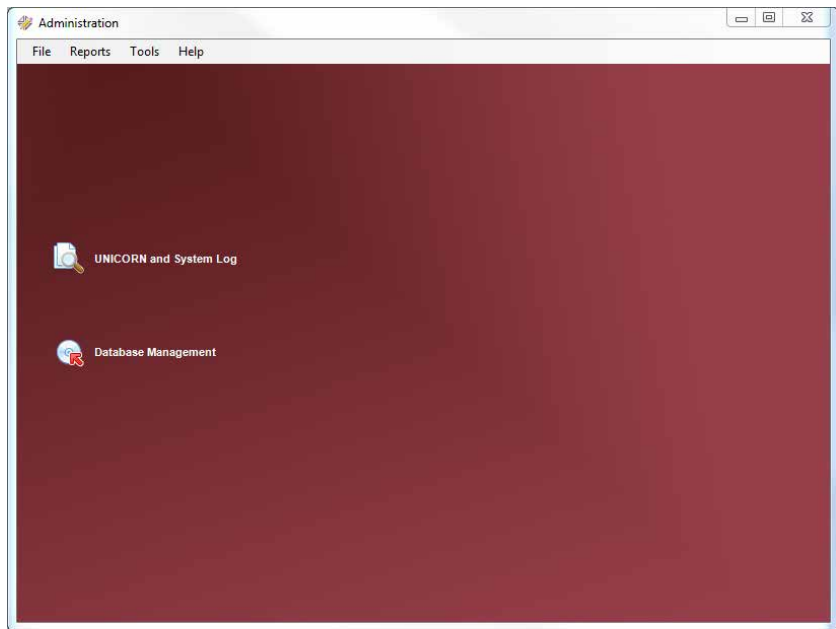 Administration
File Reports Tools Help
UNICORN and System Log
Database Management